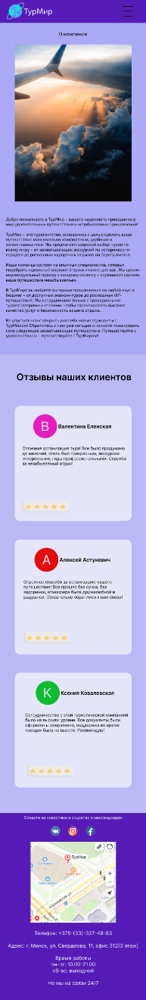 ТурМир
О компании
Добро пожаловать в ТурМир – вашего надежного проводника в
мир увлекательных путешествий и незабываемых приключений!
ТурМир – это турагентство, основанное с целью сделать ваше
путешествие максимально комфортным, удобным и
запоминающимся. Мы предлагаем широкий выбор туров по
всему миру – от захватывающих экскурсий по историческим
городам до роскошных курортных отдыхов на берегу океана.
Наша команда состоит из опытных специалистов, готовых
подобрать идеальный вариант отдыха именно для вас. Мы ценим
индивидуальный подход к каждому клиенту и стремимся сделать
ваше путешествие незабываемым.
В ТурМире вы найдете выгодные предложения на любой вкус и
бюджет – от доступных эконом-туров до роскошных VIP-
путешествий. Мы сотрудничаем только с проверенными
туроператорами и отелями, чтобы гарантировать высокое
качество услуг и безопасность вашего отдыха.
Не упустите шанс открыть для себя новые горизонты с
ТурМиром! Обратитесь к нам уже сегодня и начните планировать
свое следующее захватывающее путешествие. Путешествуйте с
удовольствием – путешествуйте с ТурМиром!
Отзывы наших клиентов
В
Валентина Еленская
Отличная организация тура! Все было продумано
до мелочей, отель был прекрасным, экскурсии
интересными, гиды профессиональными. Спасибо
за незабываемый отдых!
А
Алексей Астукевич
Огромное спасибо за организацию нашего
путешествия! Все прошло без сучка, без
задоринки, атмосфера была дружелюбной и
радушной. Обязательно обратимся к вам снова!
К
Ксения Ковалевская
Сотрудничество с этой туристической компанией
было на высшем уровне. Все документы были
оформлены оперативно, поддержка во время
поездки была на высоте. Рекомендую!
Следите за новостями в соцсетях и мессенджерах
ТурМир
Телефон: +375-(33)-327-49-83
Адрес: г. Минск, ул. Свердлова, 11, офис 312(3 этаж)
Время работы
пн-пт: 10.00-21.00
сб-вс: выходной
Но мы на связи 24/7